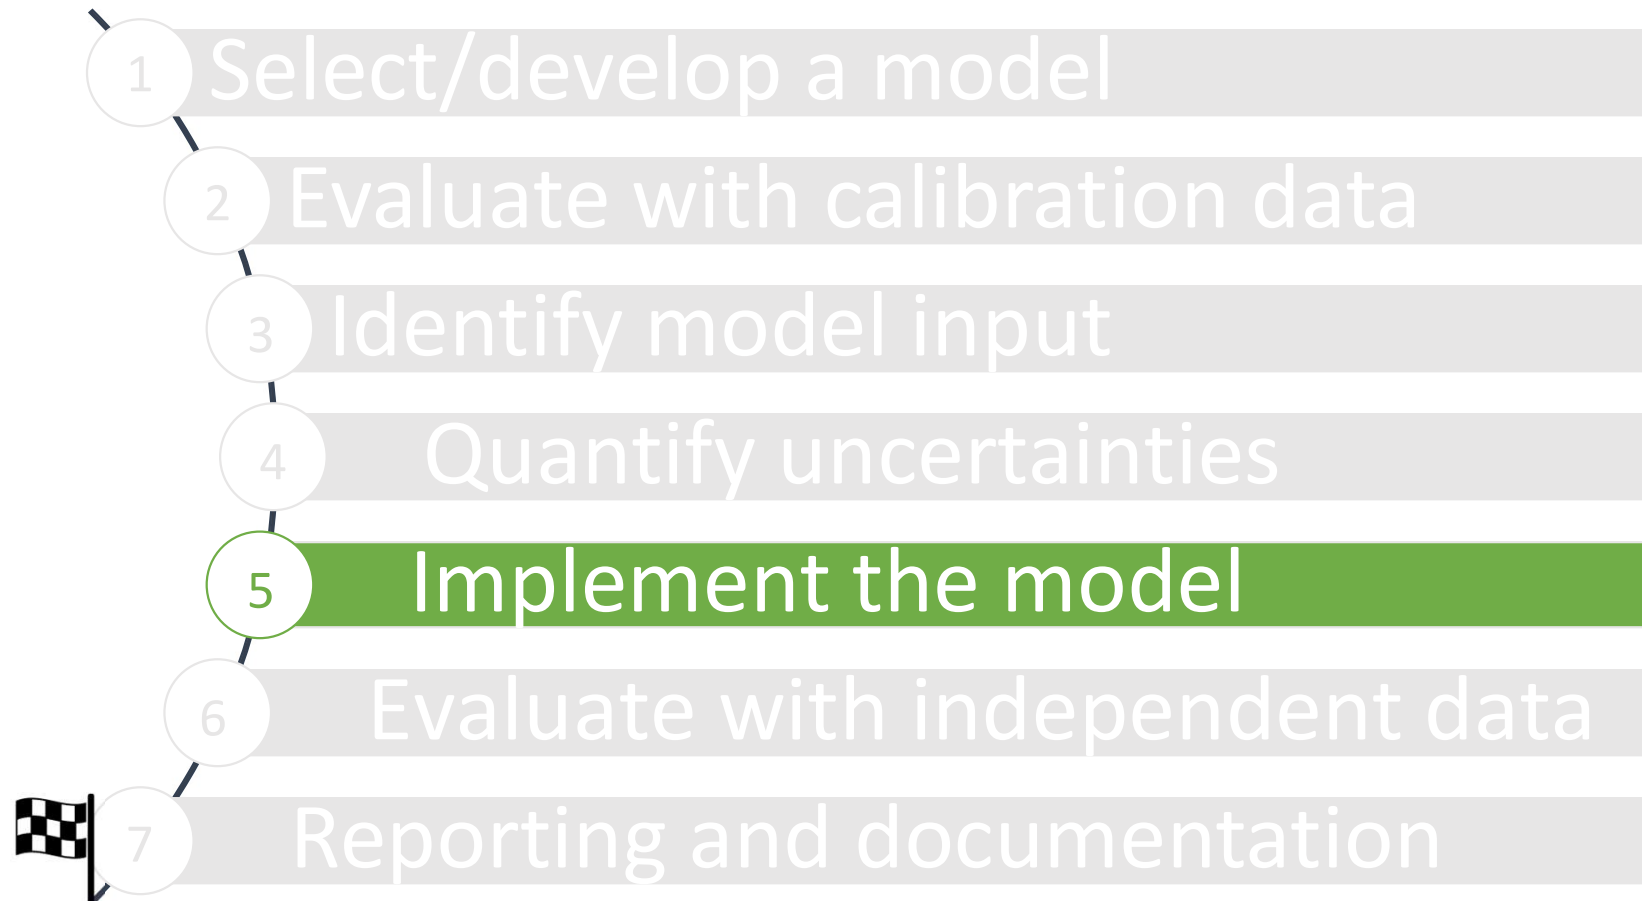 1 Select/develop a model
2 Evaluate with calibration data
3 Identify model input
4 Quantify uncertainties
5 Implement the model
6 Evaluate with independent data
7 Reporting and documentation